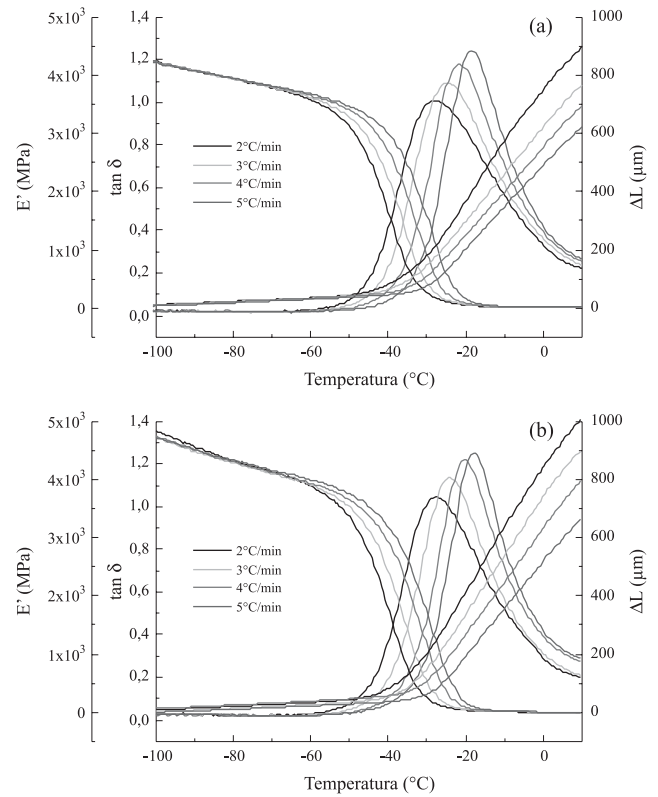 (a)
5x10³
4x10³
3x10³
2x10³
1x10³
0
E' (MPa)
1,4
1,2
1,0
0,8
0,6
0,4
0,2
0,0
tan δ
2°C/min
3°C/min
4°C/min
5°C/min
1000
800
600
400
200
0
ΔL (µm)
-100 -80 -60 -40 -20 0
Temperatura (°C)
(b)
5x10³
4x10³
3x10³
2x10³
1x10³
0
E' (MPa)
1,4
1,2
1,0
0,8
0,6
0,4
0,2
0,0
tan δ
2°C/min
3°C/min
4°C/min
5°C/min
1000
800
600
400
200
0
ΔL (µm)
-100 -80 -60 -40 -20 0
Temperatura (°C)